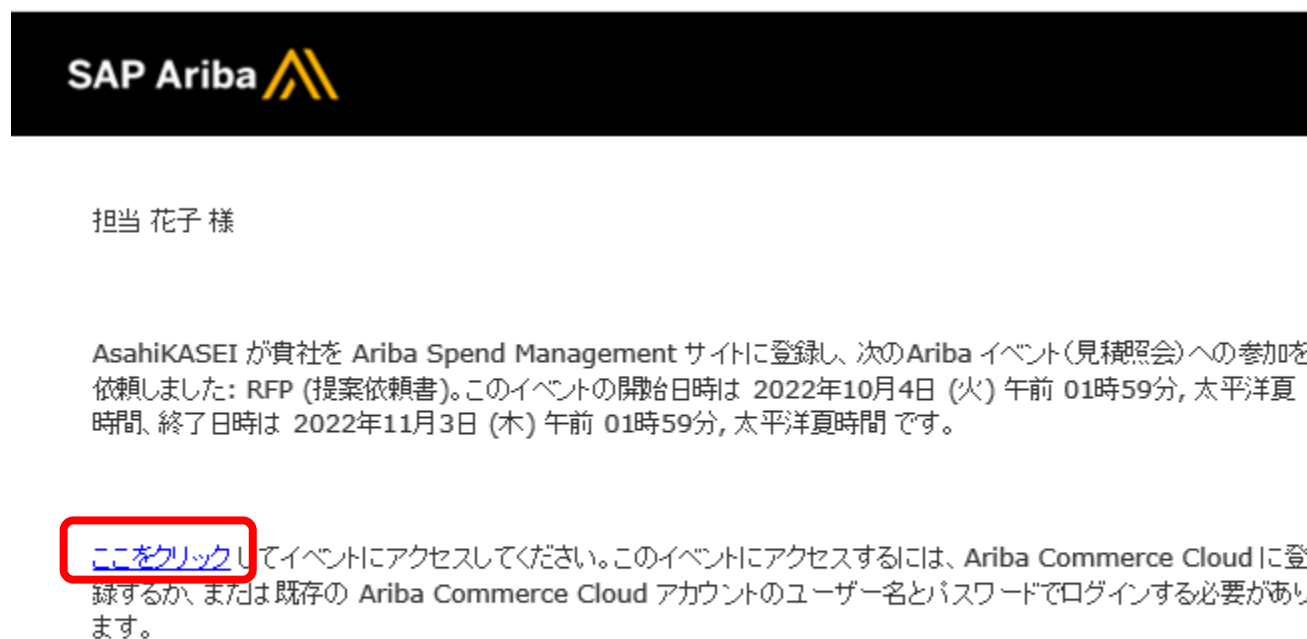 SAP Ariba
担当 花子 様
AsahiKASEI が貴社を Ariba Spend Management サイトに登録し、次のAriba イベント（見積照会）への参加を
依頼しました: RFP (提案依頼書)。このイベントの開始日時は 2022年10月4日 (火) 午前 01時59分, 太平洋夏
時間、終了日時は 2022年11月3日 (木) 午前 01時59分, 太平洋夏時間 です。
ここをクリック してイベントにアクセスしてください。このイベントにアクセスするには、Ariba Commerce Cloud に登
録するか、または既存の Ariba Commerce Cloud アカウントのユーザー名とパスワードでログインする必要があり
ます。